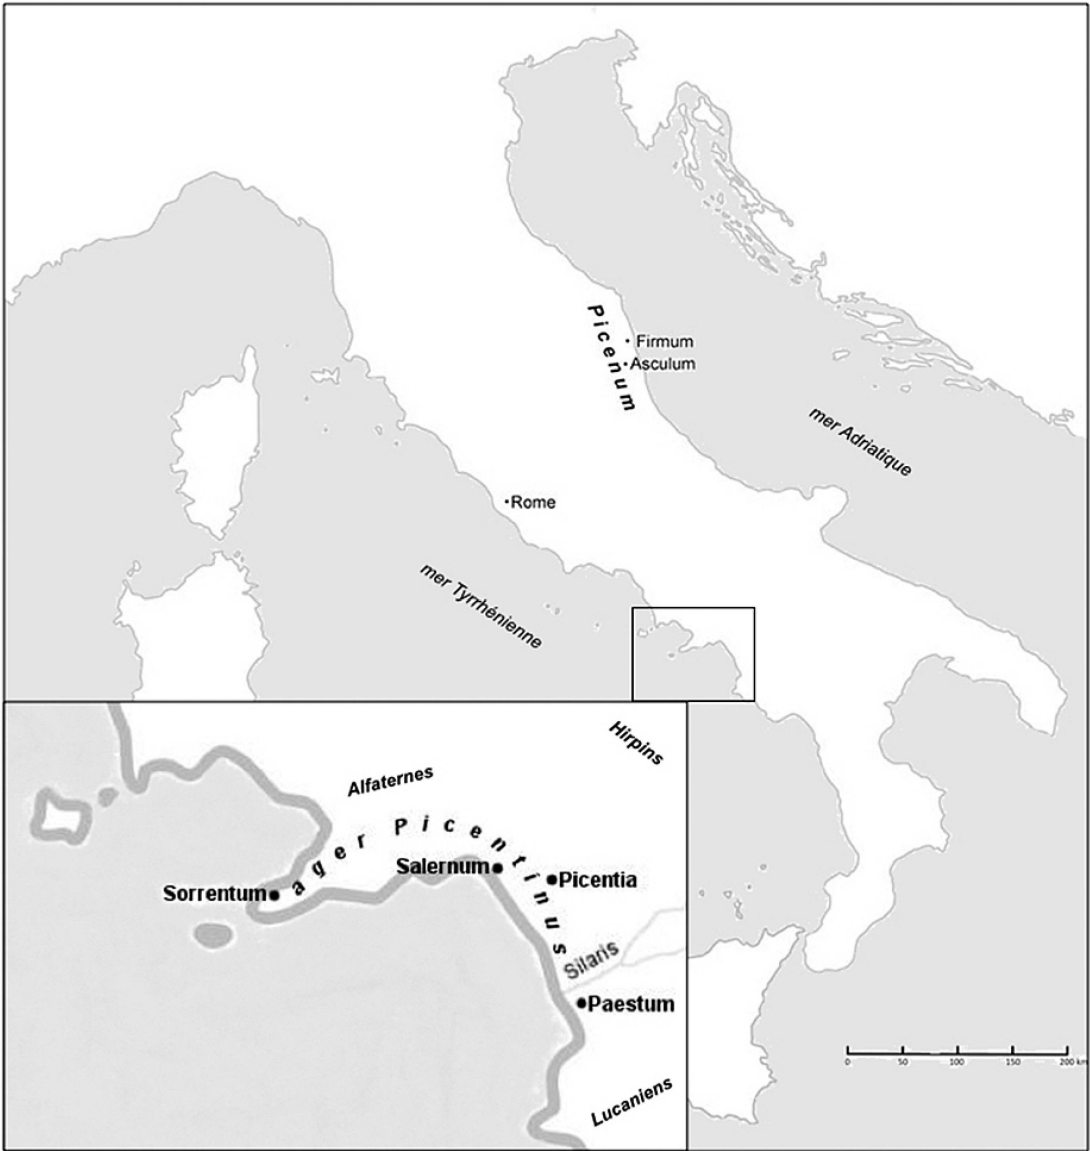 Picenum
Firmum
Asculum
mer Adriatique
Rome
mer Tyrrhénienne
Hirpins
Alfaternes
ager Picentinus
Salernum
Picentia
Sorrentum
Silaris
Paestum
Lucaniens
0 50 100 150 200 km